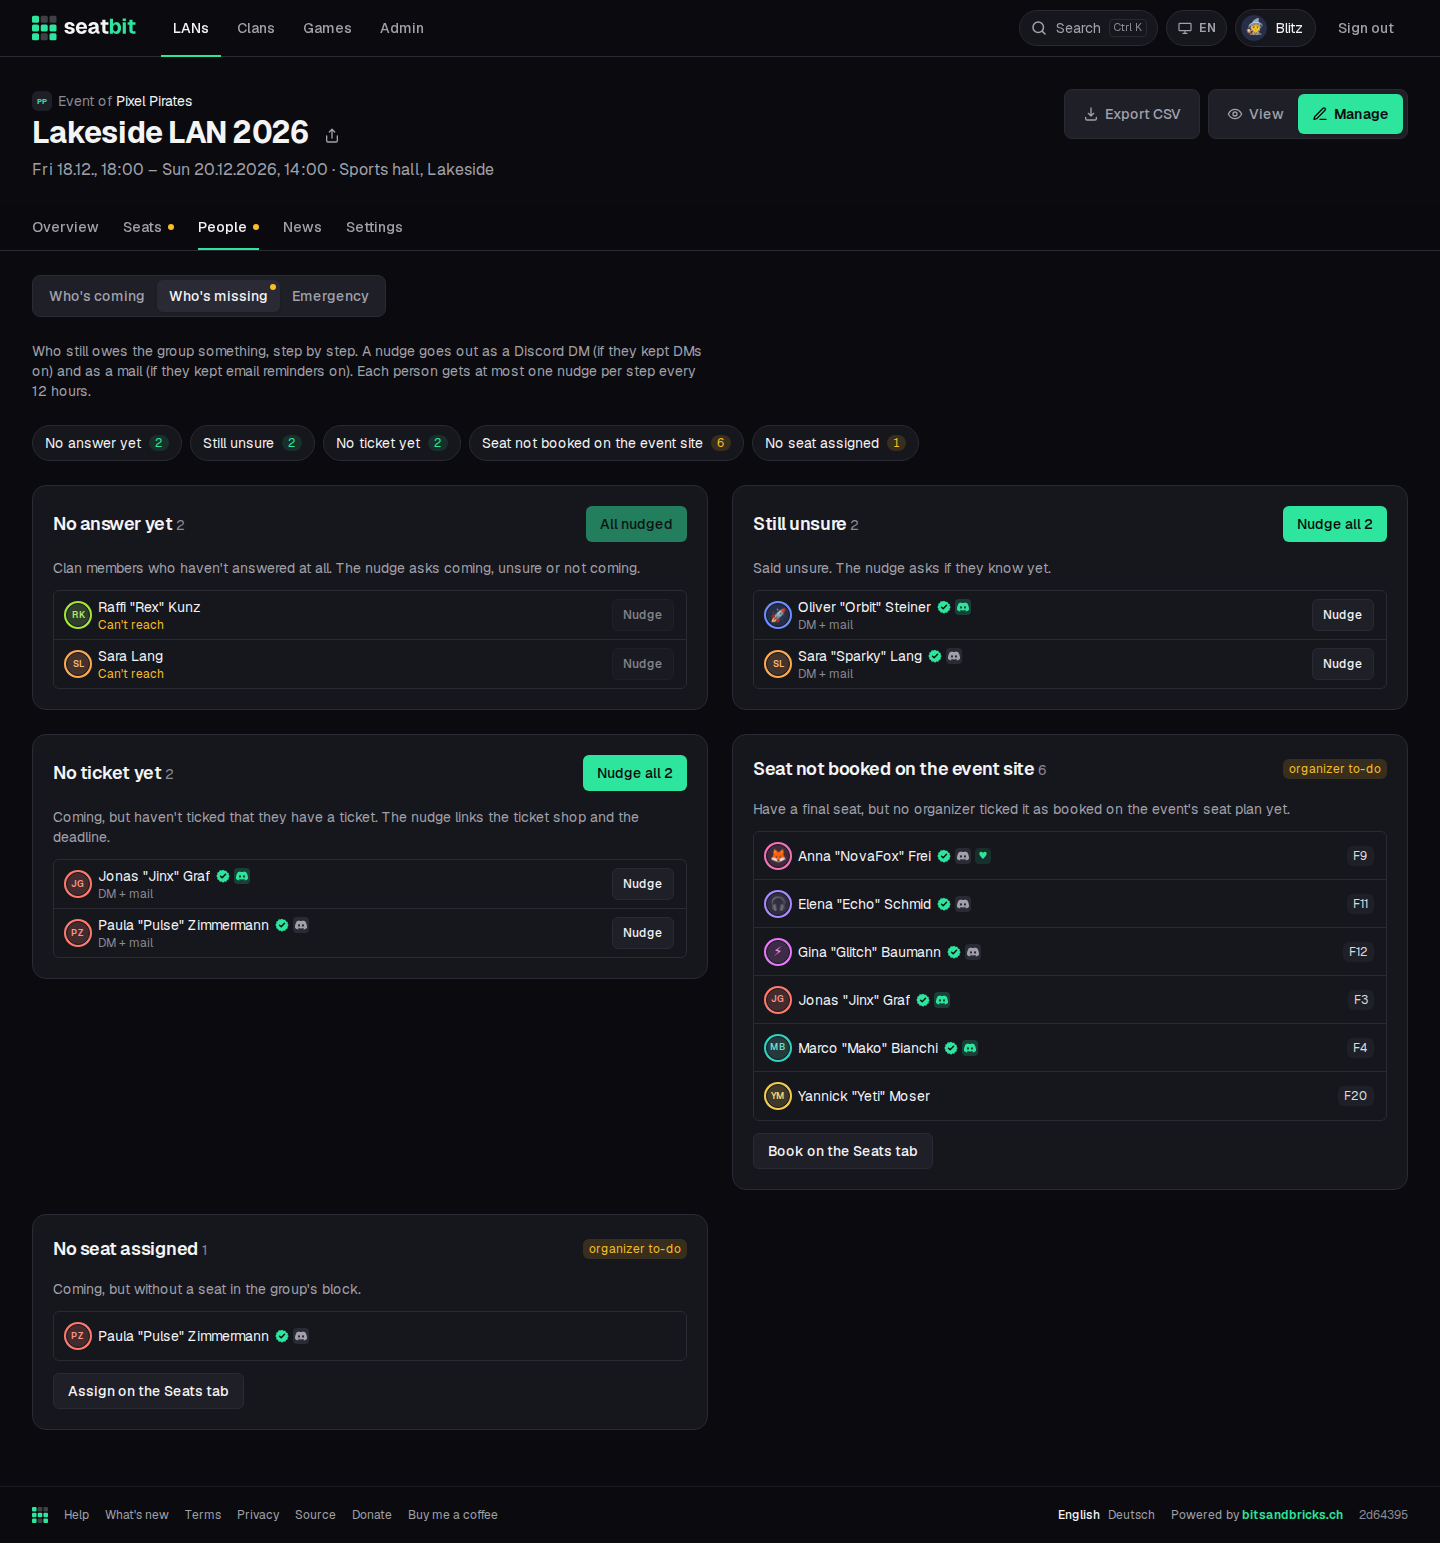 seatbit LANs Clans Games Admin Search Ctrl K EN Blitz Sign out
PP Event of Pixel Pirates
Lakeside LAN 2026
Export CSV View Manage
Fri 18.12., 18:00 – Sun 20.12.2026, 14:00 · Sports hall, Lakeside
Overview Seats People News Settings
Who's coming Who's missing Emergency
Who still owes the group something, step by step. A nudge goes out as a Discord DM (if they kept DMs
on) and as a mail (if they kept email reminders on). Each person gets at most one nudge per step every
12 hours.
No answer yet 2 Still unsure 2 No ticket yet 2 Seat not booked on the event site 6 No seat assigned 1
No answer yet 2 All nudged
Clan members who haven't answered at all. The nudge asks coming, unsure or not coming.
RK Raffi "Rex" Kunz Nudge
Can't reach
SL Sara Lang Nudge
Can't reach
Still unsure 2 Nudge all 2
Said unsure. The nudge asks if they know yet.
Oliver "Orbit" Steiner Nudge
DM + mail
SL Sara "Sparky" Lang Nudge
DM + mail
No ticket yet 2 Nudge all 2
Coming, but haven't ticked that they have a ticket. The nudge links the ticket shop and the
deadline.
JG Jonas "Jinx" Graf Nudge
DM + mail
PZ Paula "Pulse" Zimmermann Nudge
DM + mail
Seat not booked on the event site 6 organizer to-do
Have a final seat, but no organizer ticked it as booked on the event's seat plan yet.
Anna "NovaFox" Frei F9
Elena "Echo" Schmid F11
Gina "Glitch" Baumann F12
JG Jonas "Jinx" Graf F3
MB Marco "Mako" Bianchi F4
YM Yannick "Yeti" Moser F20
Book on the Seats tab
No seat assigned 1 organizer to-do
Coming, but without a seat in the group's block.
PZ Paula "Pulse" Zimmermann
Assign on the Seats tab
Help What's new Terms Privacy Source Donate Buy me a coffee English Deutsch Powered by bitsandbricks.ch 2d64395